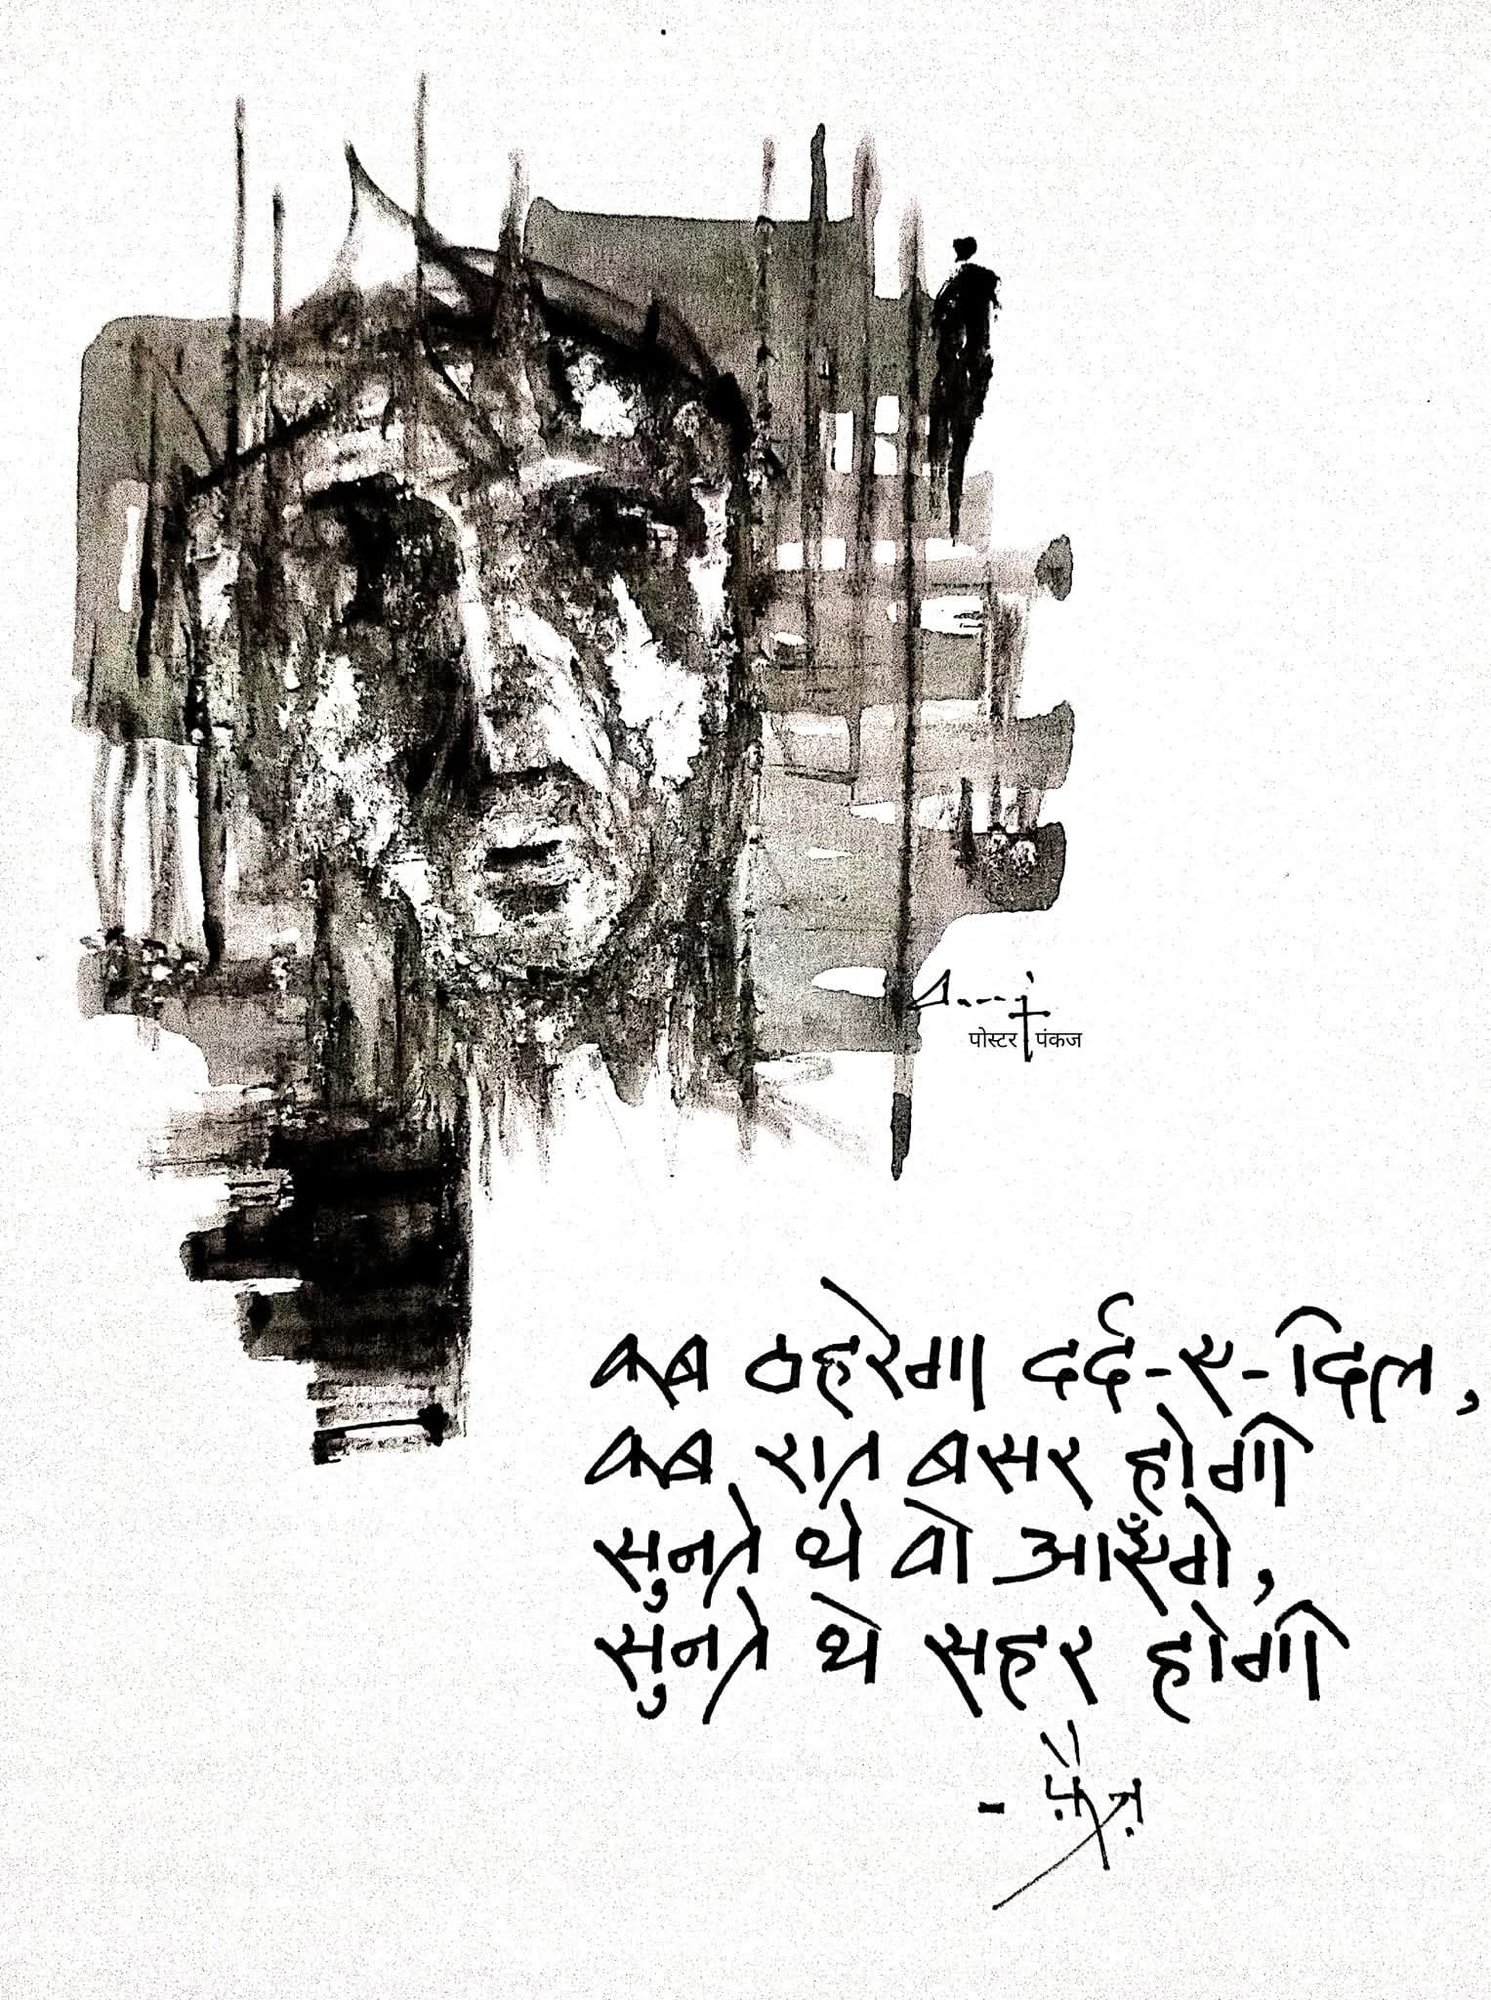 पोस्टर पंकज
कब ठहरेगा दर्द-ए-दिल,
कब रात बसर होगी
सुनते थे वो आएँगे,
सुनते थे सहर होगी
- फ़ैज़